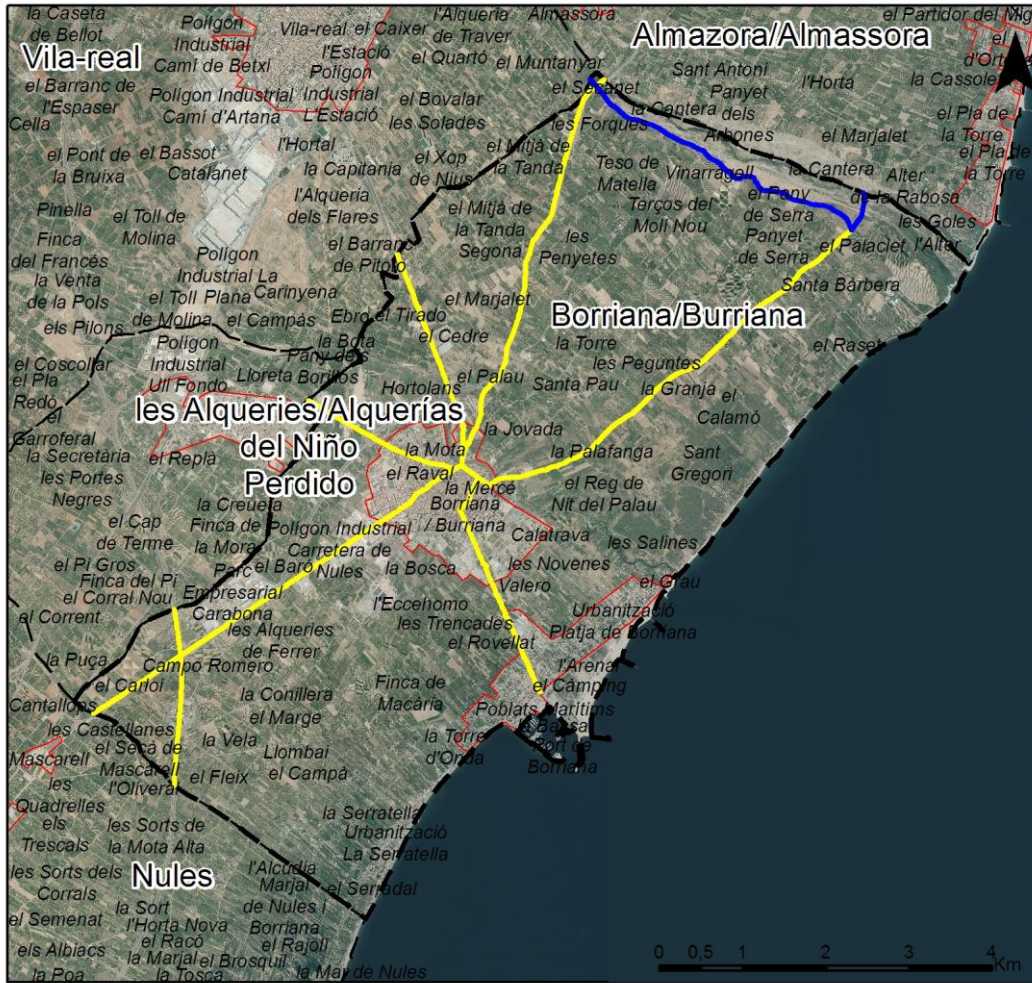 la Caseta
de Bellot
Vila-real
el Barranc de
l'Espaser
Cella
el Pont de
la Bruixa
Pinella
Finca
del Francés
la Venta
de la Pols
els Pilons
el Coscollar
el Pla
Redó
el
Garroferal
la Secretària
les Portes
Negres
el Cap
de Terme
el Pi Gros
Finca del Pi
el Corral Nou
el Corrent
la Puça
el Carloi
Cantallops
les Castellanes
el Secà de
Mascarell
l'Oliveral
Mascarell
les
Quadrelles
els
Trescals
les Sorts de
la Mota Alta
Nules
les Sorts dels
Corrals
el Semenat
la Sort
l'Horta Nova
els Albiacs
el Racó
la Marjal
el Brosquil
la Poa
la Tosca
Polígon
Industrial
Camí de Betxí
Polígon Industrial
Camí d'Artana
el Bassot
Catalanet
el Toll de
Molina
Polígon
Industrial La
Plana
el Toll
de Molina
Carinyena
el Campàs
Polígon
Industrial
Ull Fondo
Lloreta
la Bota
Pany dels
Borillos
les Alqueries/Alquerías
del Niño
Perdido
el Replà
la Creueta
Finca de
la Mora
Parc
Empresarial
Carabona
el Baró
Polígon Industrial
Carretera de
Nules
les Alqueries
de Ferrer
Campo Romero
la Conillera
el Marge
la Vela
Llombai
el Campà
el Fleix
l'Alcúdia
Marjal
de Nules i
Borriana
el Rajolí
el Serradal
la Mar de Nules
la Serratella
Urbanització
La Serratella
Vila-real
l'Estació
Polígon
Industrial
L'Estació
el Caixer
l'Alqueria
de Traver
el Quartó
el Bovalar
les Solades
l'Hortal
la Capitania
el Xop
de Nius
l'Alqueria
dels Flares
el Barranc
de Pitoto
Ebro
el Tirado
el Cedre
Hortolans
el Marjalet
el Palau
la Mota
el Raval
la Mercé
Borriana
/ Burriana
la Jovada
la Bosca
Calatrava
les Novenes
Valero
l'Eccehomo
les Trencades
el Rovellat
Finca de
Macària
la Torre
d'Onda
Poblats Marítims
la Bassa
Port de
Borriana
el Càmping
l'Arena
Urbanització
Platja de Borriana
el Grau
les Salines
Sant
Gregori
el Reg de
Nit del Palau
la Palafanga
Santa Pau
la Torre
les Peguntes
la Granja
el
Calamó
el Raset
Borriana/Burriana
Almassora
Almazora/Almassora
el Muntanyar
el Secanet
les Forques
el Mitjà de
la Tanda
el Mitjà de
la Tanda
Segona
les
Penyetes
Teso de
Matella
Tarços del
Molí Nou
Vinarragell
el Pany
de Serra
Panyet
de Serra
la Cantera
Sant Antoni
Panyet
dels
Arbones
l'Horta
el Marjalet
la Cantera
Alter
de la Rabosa
les Goles
l'Alter
el Palaciet
Santa Bàrbera
la Cassola
el Pla de
la Torre
el Pla de
la Torre
0 0,5 1 2 3 4
Km